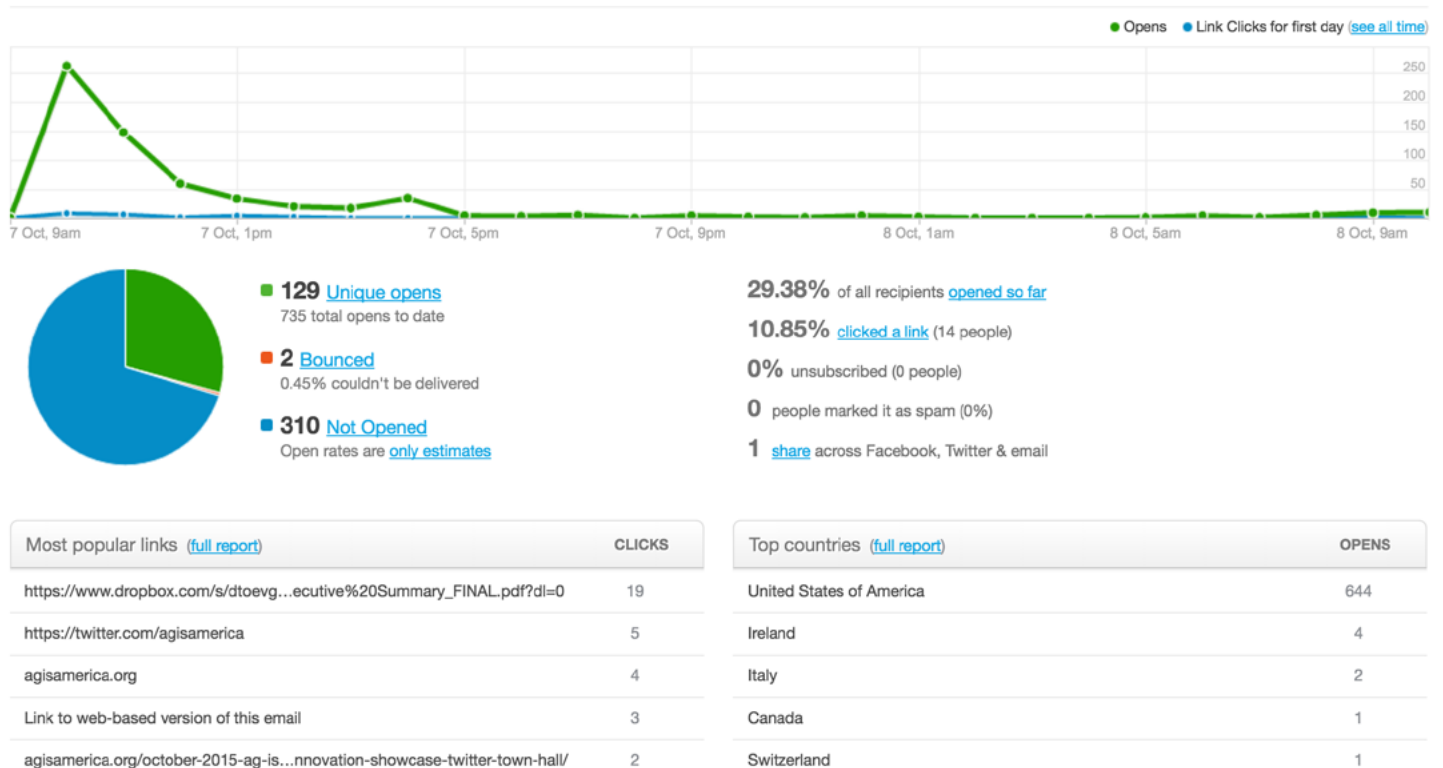 Opens Link Clicks for first day (see all time)
250
200
150
100
50
7 Oct, 9am 7 Oct, 1pm 7 Oct, 5pm 7 Oct, 9pm 8 Oct, 1am 8 Oct, 5am 8 Oct, 9am
129 Unique opens
735 total opens to date
2 Bounced
0.45% couldn't be delivered
310 Not Opened
Open rates are only estimates
29.38% of all recipients opened so far
10.85% clicked a link (14 people)
0% unsubscribed (0 people)
0 people marked it as spam (0%)
1 share across Facebook, Twitter & email
Most popular links (full report) CLICKS
https://www.dropbox.com/s/dtoevg...ecutive%20Summary_FINAL.pdf?dl=0 19
https://twitter.com/agisamerica 5
agisamerica.org 4
Link to web-based version of this email 3
agisamerica.org/october-2015-ag-is...nnovation-showcase-twitter-town-hall/ 2
Top countries (full report) OPENS
United States of America 644
Ireland 4
Italy 2
Canada 1
Switzerland 1